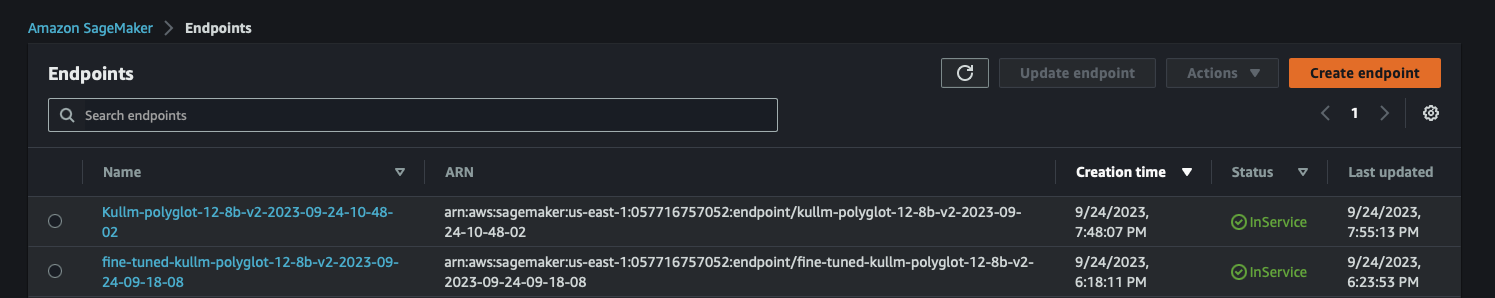 Amazon SageMaker > Endpoints
Endpoints
Update endpoint
Actions
Create endpoint
Search endpoints
1
Name
ARN
Creation time
Status
Last updated
Kullm-polyglot-12-8b-v2-2023-09-24-10-48-
02
arn:aws:sagemaker:us-east-1:057716757052:endpoint/kullm-polyglot-12-8b-v2-2023-09-
24-10-48-02
9/24/2023,
7:48:07 PM
InService
9/24/2023,
7:55:13 PM
fine-tuned-kullm-polyglot-12-8b-v2-2023-09-
24-09-18-08
arn:aws:sagemaker:us-east-1:057716757052:endpoint/fine-tuned-kullm-polyglot-12-8b-v2-
2023-09-24-09-18-08
9/24/2023,
6:18:11 PM
InService
9/24/2023,
6:23:53 PM